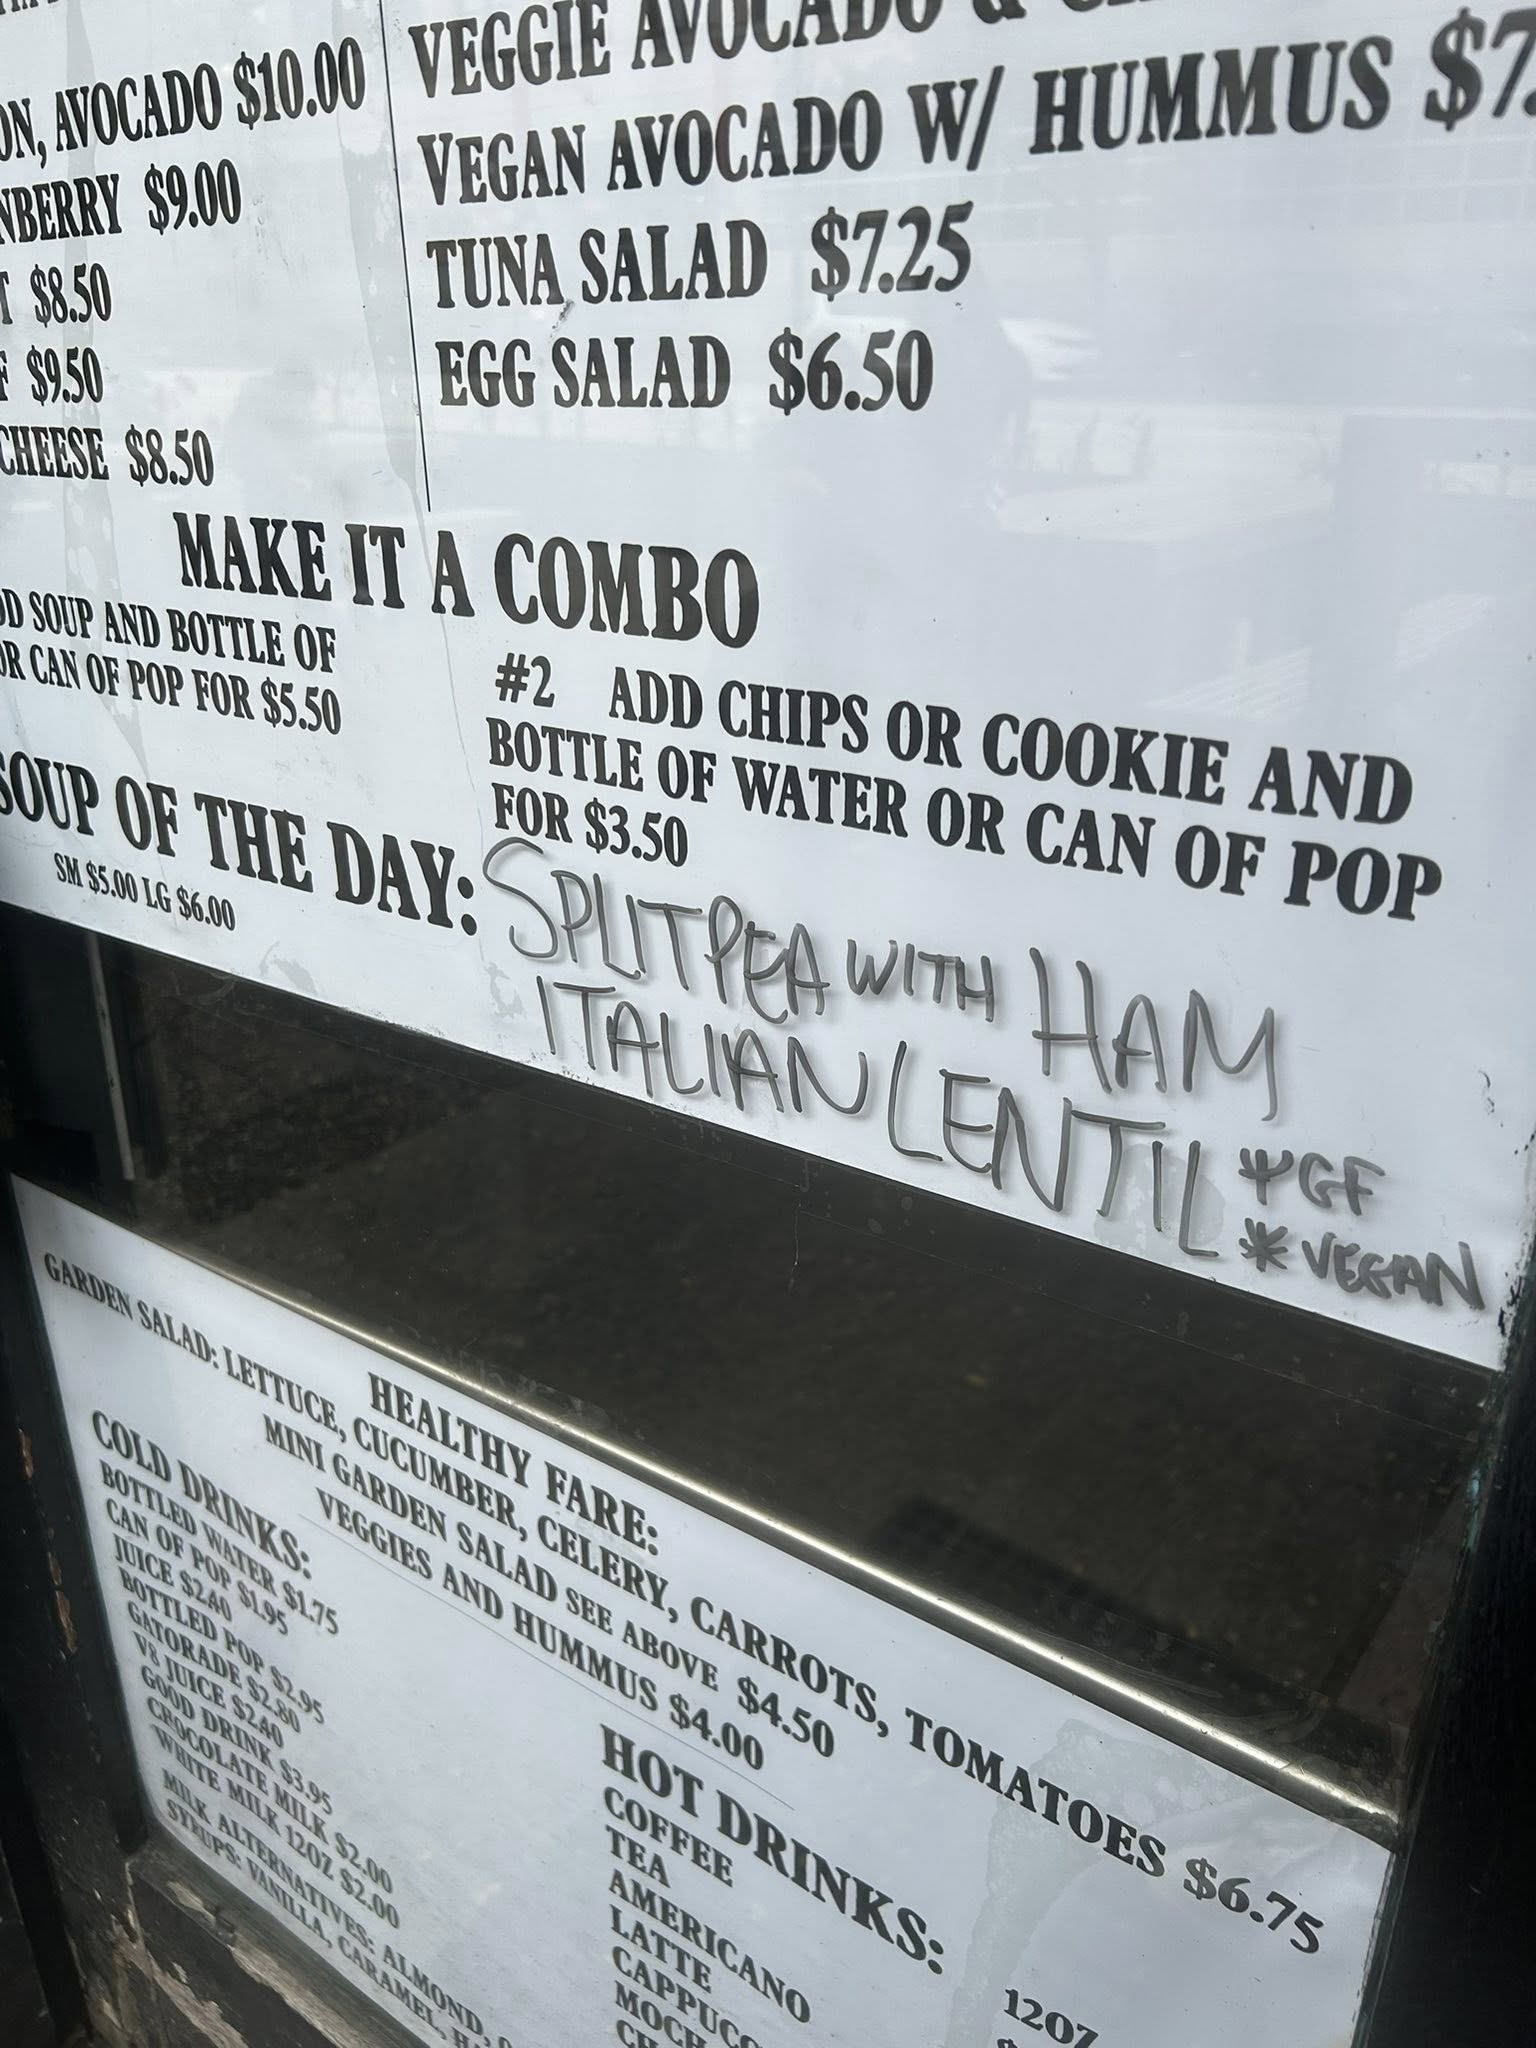 AVOCADO $10.00
$9.00
$8.50
$9.50
CHEESE $8.50
VEGGIE AVOCADO &
VEGAN AVOCADO W/ HUMMUS
TUNA SALAD $7.25
EGG SALAD $6.50
MAKE IT A COMBO
SOUP AND BOTTLE OF
OR CAN OF POP FOR $5.50
#2 ADD CHIPS OR COOKIE AND
BOTTLE OF WATER OR CAN OF POP
FOR $3.50
SOUP OF THE DAY:
SM $5.00 LG $6.00
SPLIT PEA WITH HAM
ITALIAN LENTIL *GF
*VEGAN
HEALTHY FARE:
GARDEN SALAD: LETTUCE, CUCUMBER, CELERY, CARROTS, TOMATOES $6.75
MINI GARDEN SALAD SEE ABOVE $4.50
VEGGIES AND HUMMUS $4.00
COLD DRINKS:
BOTTLED WATER $1.75
CAN OF POP $1.95
JUICE $2.40
BOTTLED POP $2.95
GATORADE $2.80
V8 JUICE $2.40
GOOD DRINK $3.95
CHOCOLATE MILK $2.00
WHITE MILK 12OZ $2.00
MILK ALTERNATIVES: ALMOND,
SYRUPS: VANILLA, CARAMEL,
HOT DRINKS:
12OZ
COFFEE
TEA
AMERICANO
LATTE